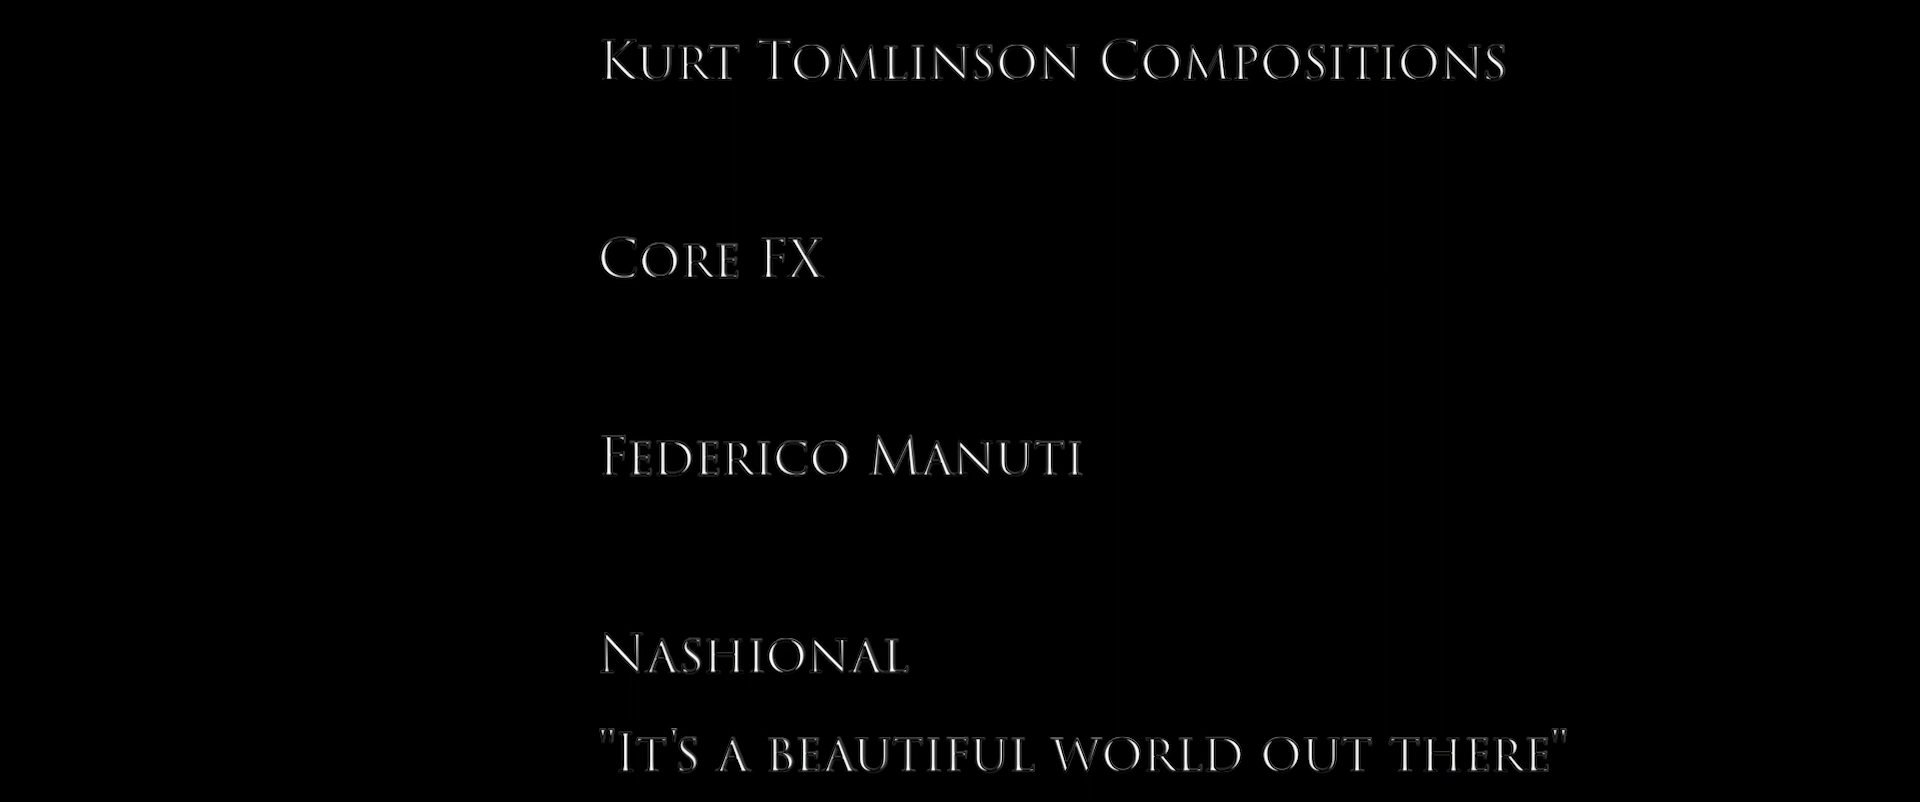 Kurt Tomlinson Compositions
Core FX
Federico Manuti
Nashional
"It's a beautiful world out there"